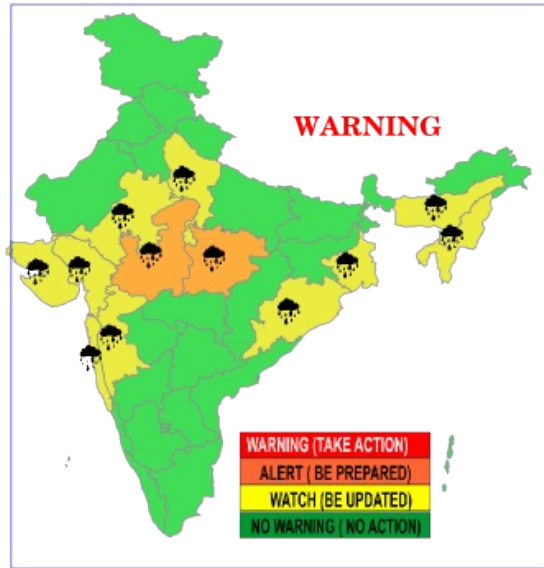 WARNING
WARNING (TAKE ACTION)
ALERT ( BE PREPARED)
WATCH (BE UPDATED)
NO WARNING ( NO ACTION)